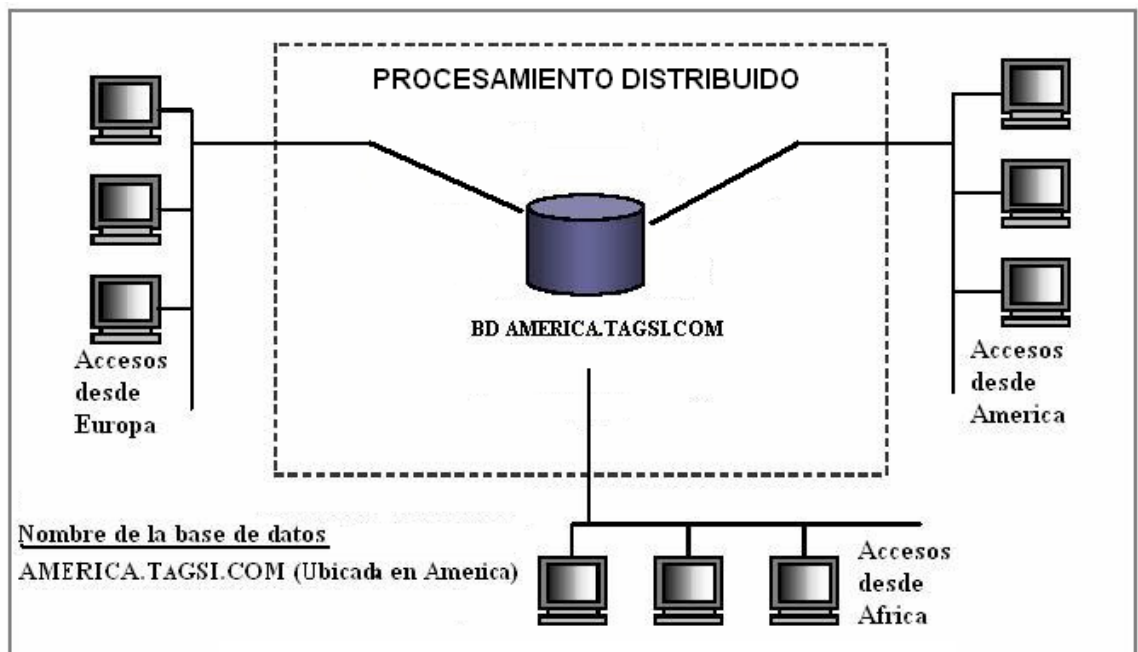 PROCESAMIENTO DISTRIBUIDO
BD AMERICA.TAGSI.COM
Accesos
desde
Europa
Accesos
desde
America
Nombre de la base de datos
AMERICA.TAGSI.COM (Ubicada en America)
Accesos
desde
Africa